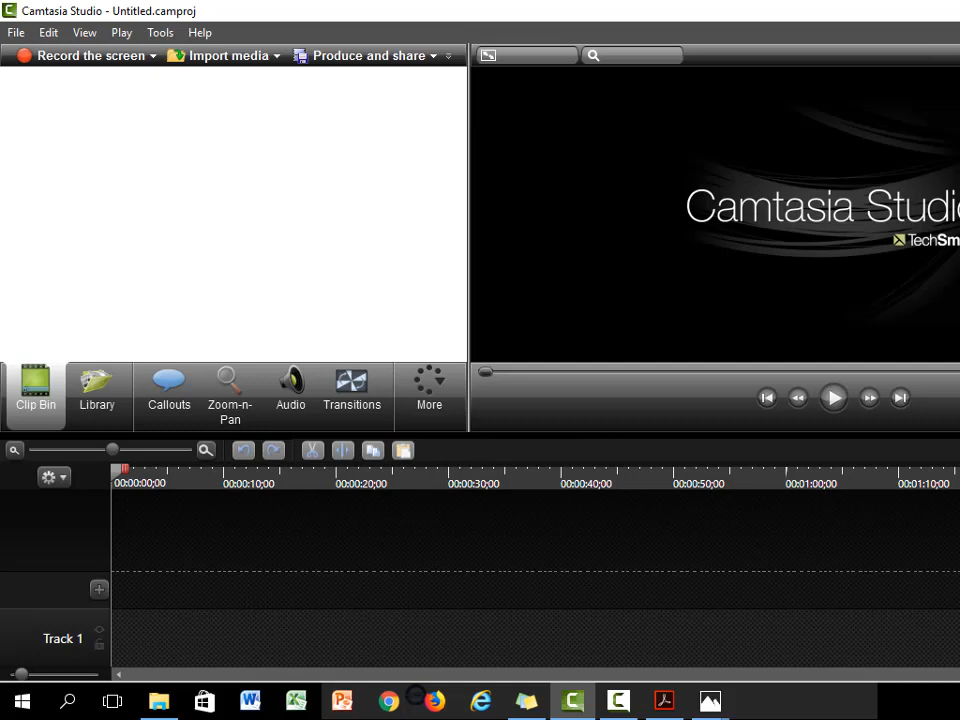 Camtasia Studio - Untitled.camproj
File Edit View Play Tools Help
Record the screen Import media Produce and share
Camtasia Studio
TechSm
Clip Bin Library Callouts Zoom-n-Pan Audio Transitions More
00:00:00;00 00:00:10;00 00:00:20;00 00:00:30;00 00:00:40;00 00:00:50;00 00:01:00;00 00:01:10;00
Track 1